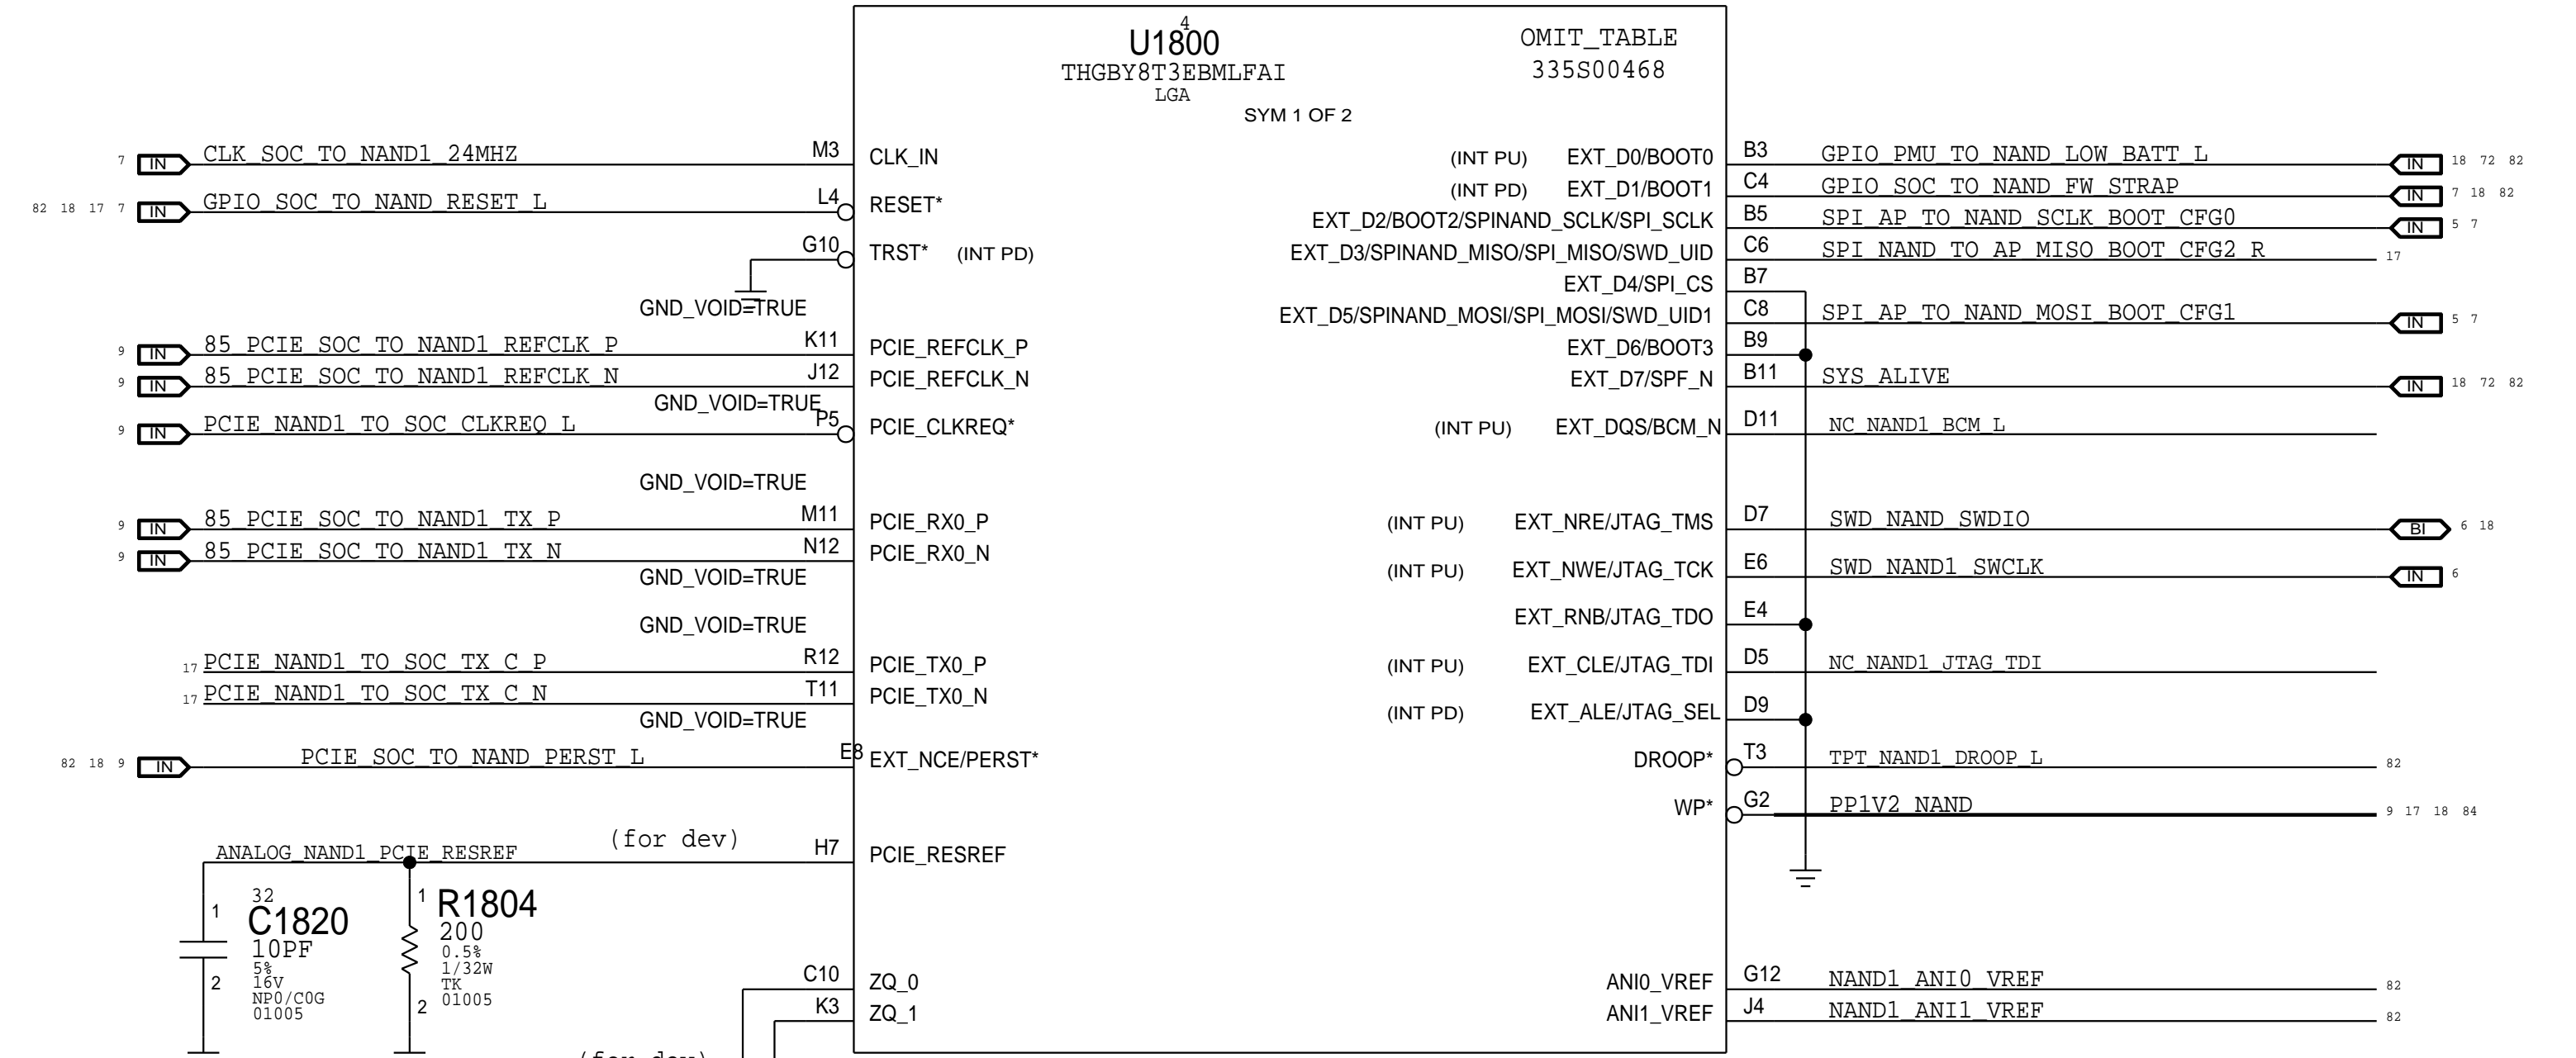 4
U1800
THGBY8T3EBMLFAI
LGA
OMIT_TABLE
335S00468
SYM 1 OF 2
7 IN CLK_SOC_TO_NAND1_24MHZ M3 CLK_IN
82 18 17 7 IN GPIO_SOC_TO_NAND_RESET_L L4 RESET*
G10 TRST* (INT PD)
GND_VOID=TRUE
9 IN 85_PCIE_SOC_TO_NAND1_REFCLK_P K11 PCIE_REFCLK_P
9 IN 85_PCIE_SOC_TO_NAND1_REFCLK_N J12 PCIE_REFCLK_N
GND_VOID=TRUE
9 IN PCIE_NAND1_TO_SOC_CLKREQ_L P5 PCIE_CLKREQ*
GND_VOID=TRUE
9 IN 85_PCIE_SOC_TO_NAND1_TX_P M11 PCIE_RX0_P
9 IN 85_PCIE_SOC_TO_NAND1_TX_N N12 PCIE_RX0_N
GND_VOID=TRUE
GND_VOID=TRUE
17 PCIE_NAND1_TO_SOC_TX_C_P R12 PCIE_TX0_P
17 PCIE_NAND1_TO_SOC_TX_C_N T11 PCIE_TX0_N
GND_VOID=TRUE
82 18 9 IN PCIE_SOC_TO_NAND_PERST_L E8 EXT_NCE/PERST*
(for dev)
ANALOG_NAND1_PCIE_RESREF H7 PCIE_RESREF
1
32
C1820
10PF
5%
16V
NP0/C0G
01005
2
1
R1804
200
0.5%
1/32W
TK
01005
2
C10 ZQ_0
K3 ZQ_1
(for dev)
(INT PU) EXT_D0/BOOT0 B3 GPIO_PMU_TO_NAND_LOW_BATT_L IN 18 72 82
(INT PD) EXT_D1/BOOT1 C4 GPIO_SOC_TO_NAND_FW_STRAP IN 7 18 82
EXT_D2/BOOT2/SPINAND_SCLK/SPI_SCLK B5 SPI_AP_TO_NAND_SCLK_BOOT_CFG0 IN 5 7
EXT_D3/SPINAND_MISO/SPI_MISO/SWD_UID C6 SPI_NAND_TO_AP_MISO_BOOT_CFG2_R 17
EXT_D4/SPI_CS B7
EXT_D5/SPINAND_MOSI/SPI_MOSI/SWD_UID1 C8 SPI_AP_TO_NAND_MOSI_BOOT_CFG1 IN 5 7
EXT_D6/BOOT3 B9
EXT_D7/SPF_N B11 SYS_ALIVE IN 18 72 82
(INT PU) EXT_DQS/BCM_N D11 NC_NAND1_BCM_L
(INT PU) EXT_NRE/JTAG_TMS D7 SWD_NAND_SWDIO BI 6 18
(INT PU) EXT_NWE/JTAG_TCK E6 SWD_NAND1_SWCLK IN 6
EXT_RNB/JTAG_TDO E4
(INT PU) EXT_CLE/JTAG_TDI D5 NC_NAND1_JTAG_TDI
(INT PD) EXT_ALE/JTAG_SEL D9
DROOP* T3 TPT_NAND1_DROOP_L 82
WP* G2 PP1V2_NAND 9 17 18 84
ANI0_VREF G12 NAND1_ANI0_VREF 82
ANI1_VREF J4 NAND1_ANI1_VREF 82